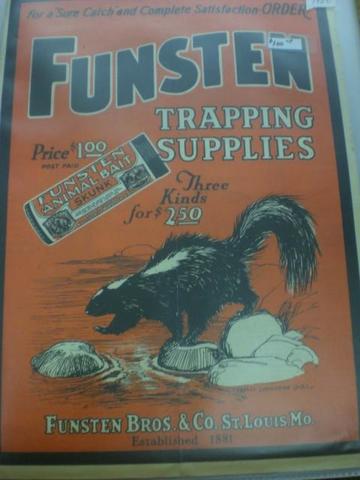 For a "Sure Catch" and Complete Satisfaction ORDER
FUNSTEN
TRAPPING
SUPPLIES
Price $1.00
POST PAID
FUNSTEN
ANIMAL BAIT
SKUNK
Three
Kinds
for $2.50
FUNSTEN BROS. & CO. ST. LOUIS, MO.
Established 1881